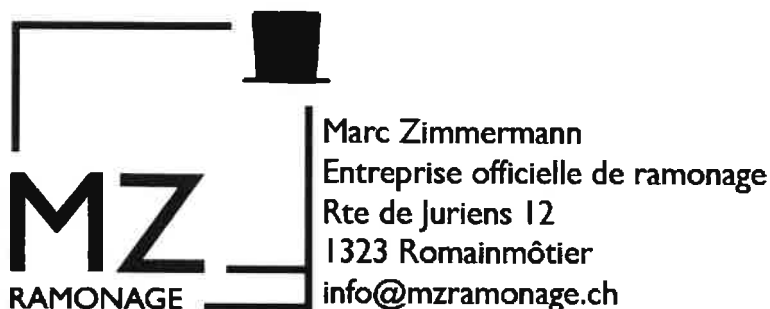 MZ
RAMONAGE
Marc Zimmermann
Entreprise officielle de ramonage
Rte de Juriens 12
1323 Romainmôtier
info@mzramonage.ch